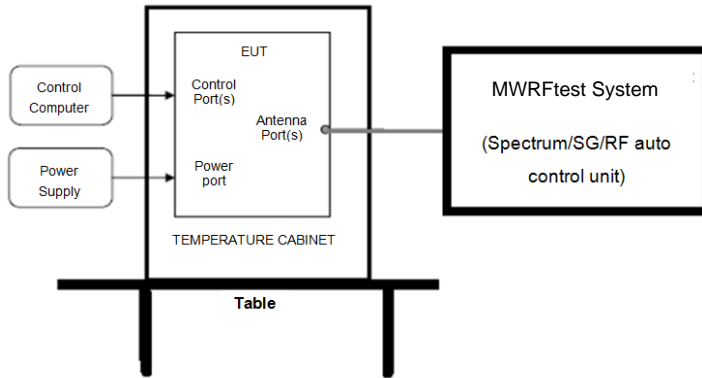 EUT
Control
Computer
Control
Port(s)
Antenna
Port(s)
Power
Supply
Power
port
TEMPERATURE CABINET
Table
MWRFtest System
(Spectrum/SG/RF auto
control unit)